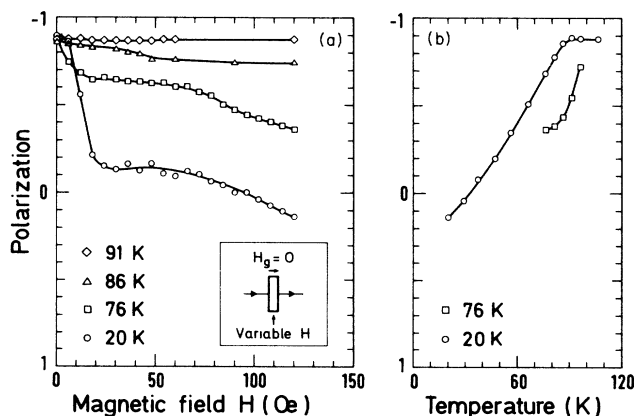 -1
(a)
(b)
-1
Polarization
0
0
91 K
86 K
76 K
20 K
Hg = 0
Variable H
76 K
20 K
1
1
0
50
100
150
0
60
120
Magnetic field H (Oe)
Temperature (K)